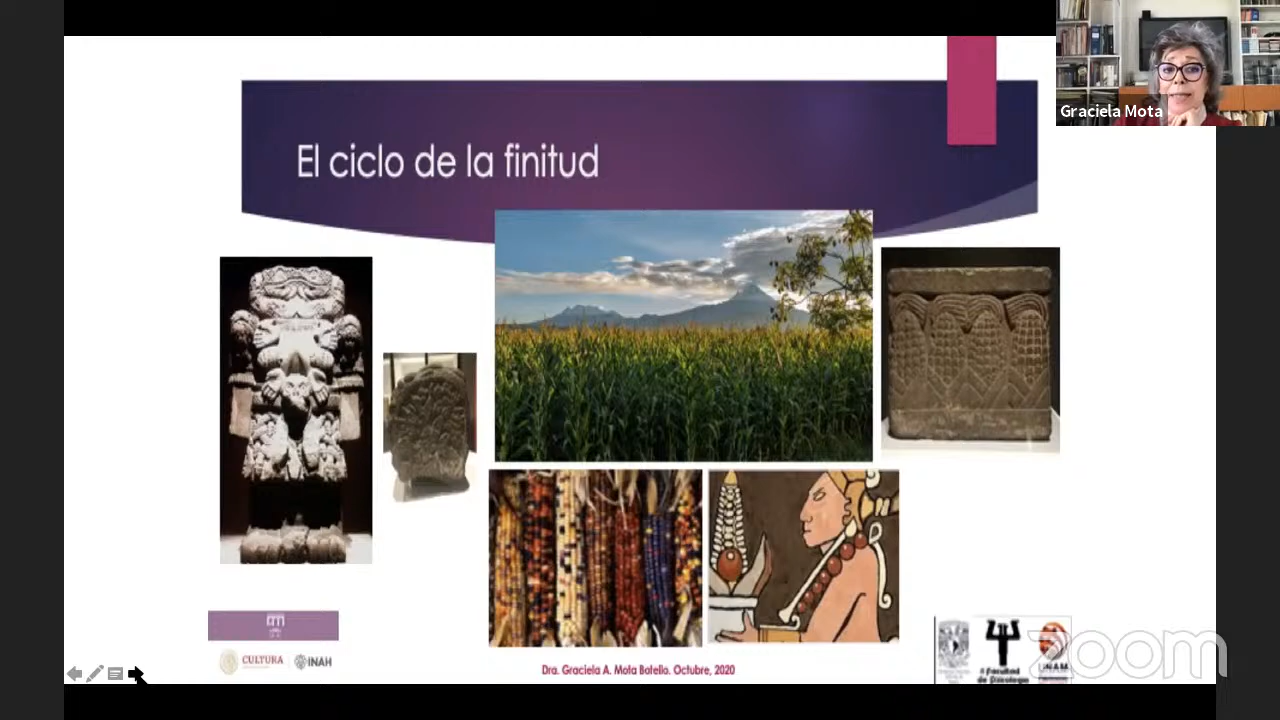 Graciela Mota
El ciclo de la finitud
CULTURA
INAH
Dra. Graciela A. Mota Botello. Octubre, 2020
Facultad
de Psicología
UNAM
zoom